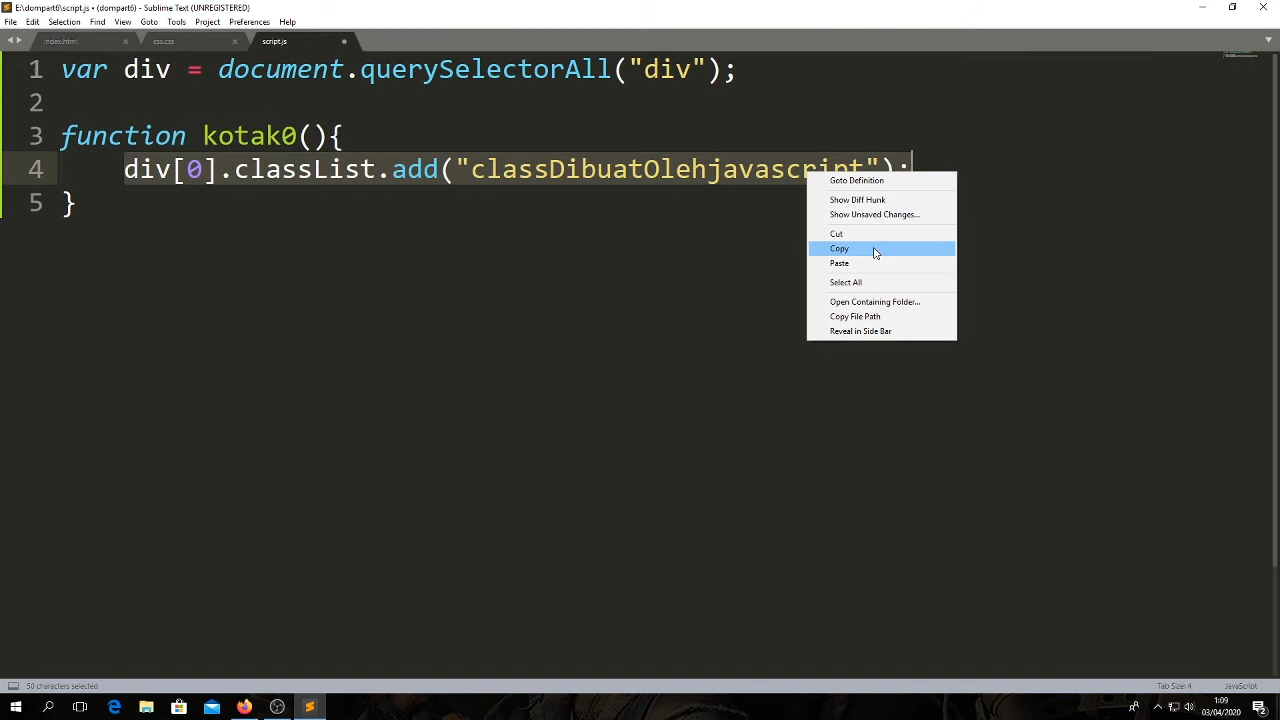 E:\dompart6\script.js • (dompart6) - Sublime Text (UNREGISTERED)
File Edit Selection Find View Goto Tools Project Preferences Help
index.html css.css script.js
1 var div = document.querySelectorAll("div");
2
3 function kotak0(){
4 div[0].classList.add("classDibuatOlehjavascript");
5 }
Goto Definition
Show Diff Hunk
Show Unsaved Changes...
Cut
Copy
Paste
Select All
Open Containing Folder...
Copy File Path
Reveal in Side Bar
50 characters selected Tab Size: 4 JavaScript
1:09
03/04/2020